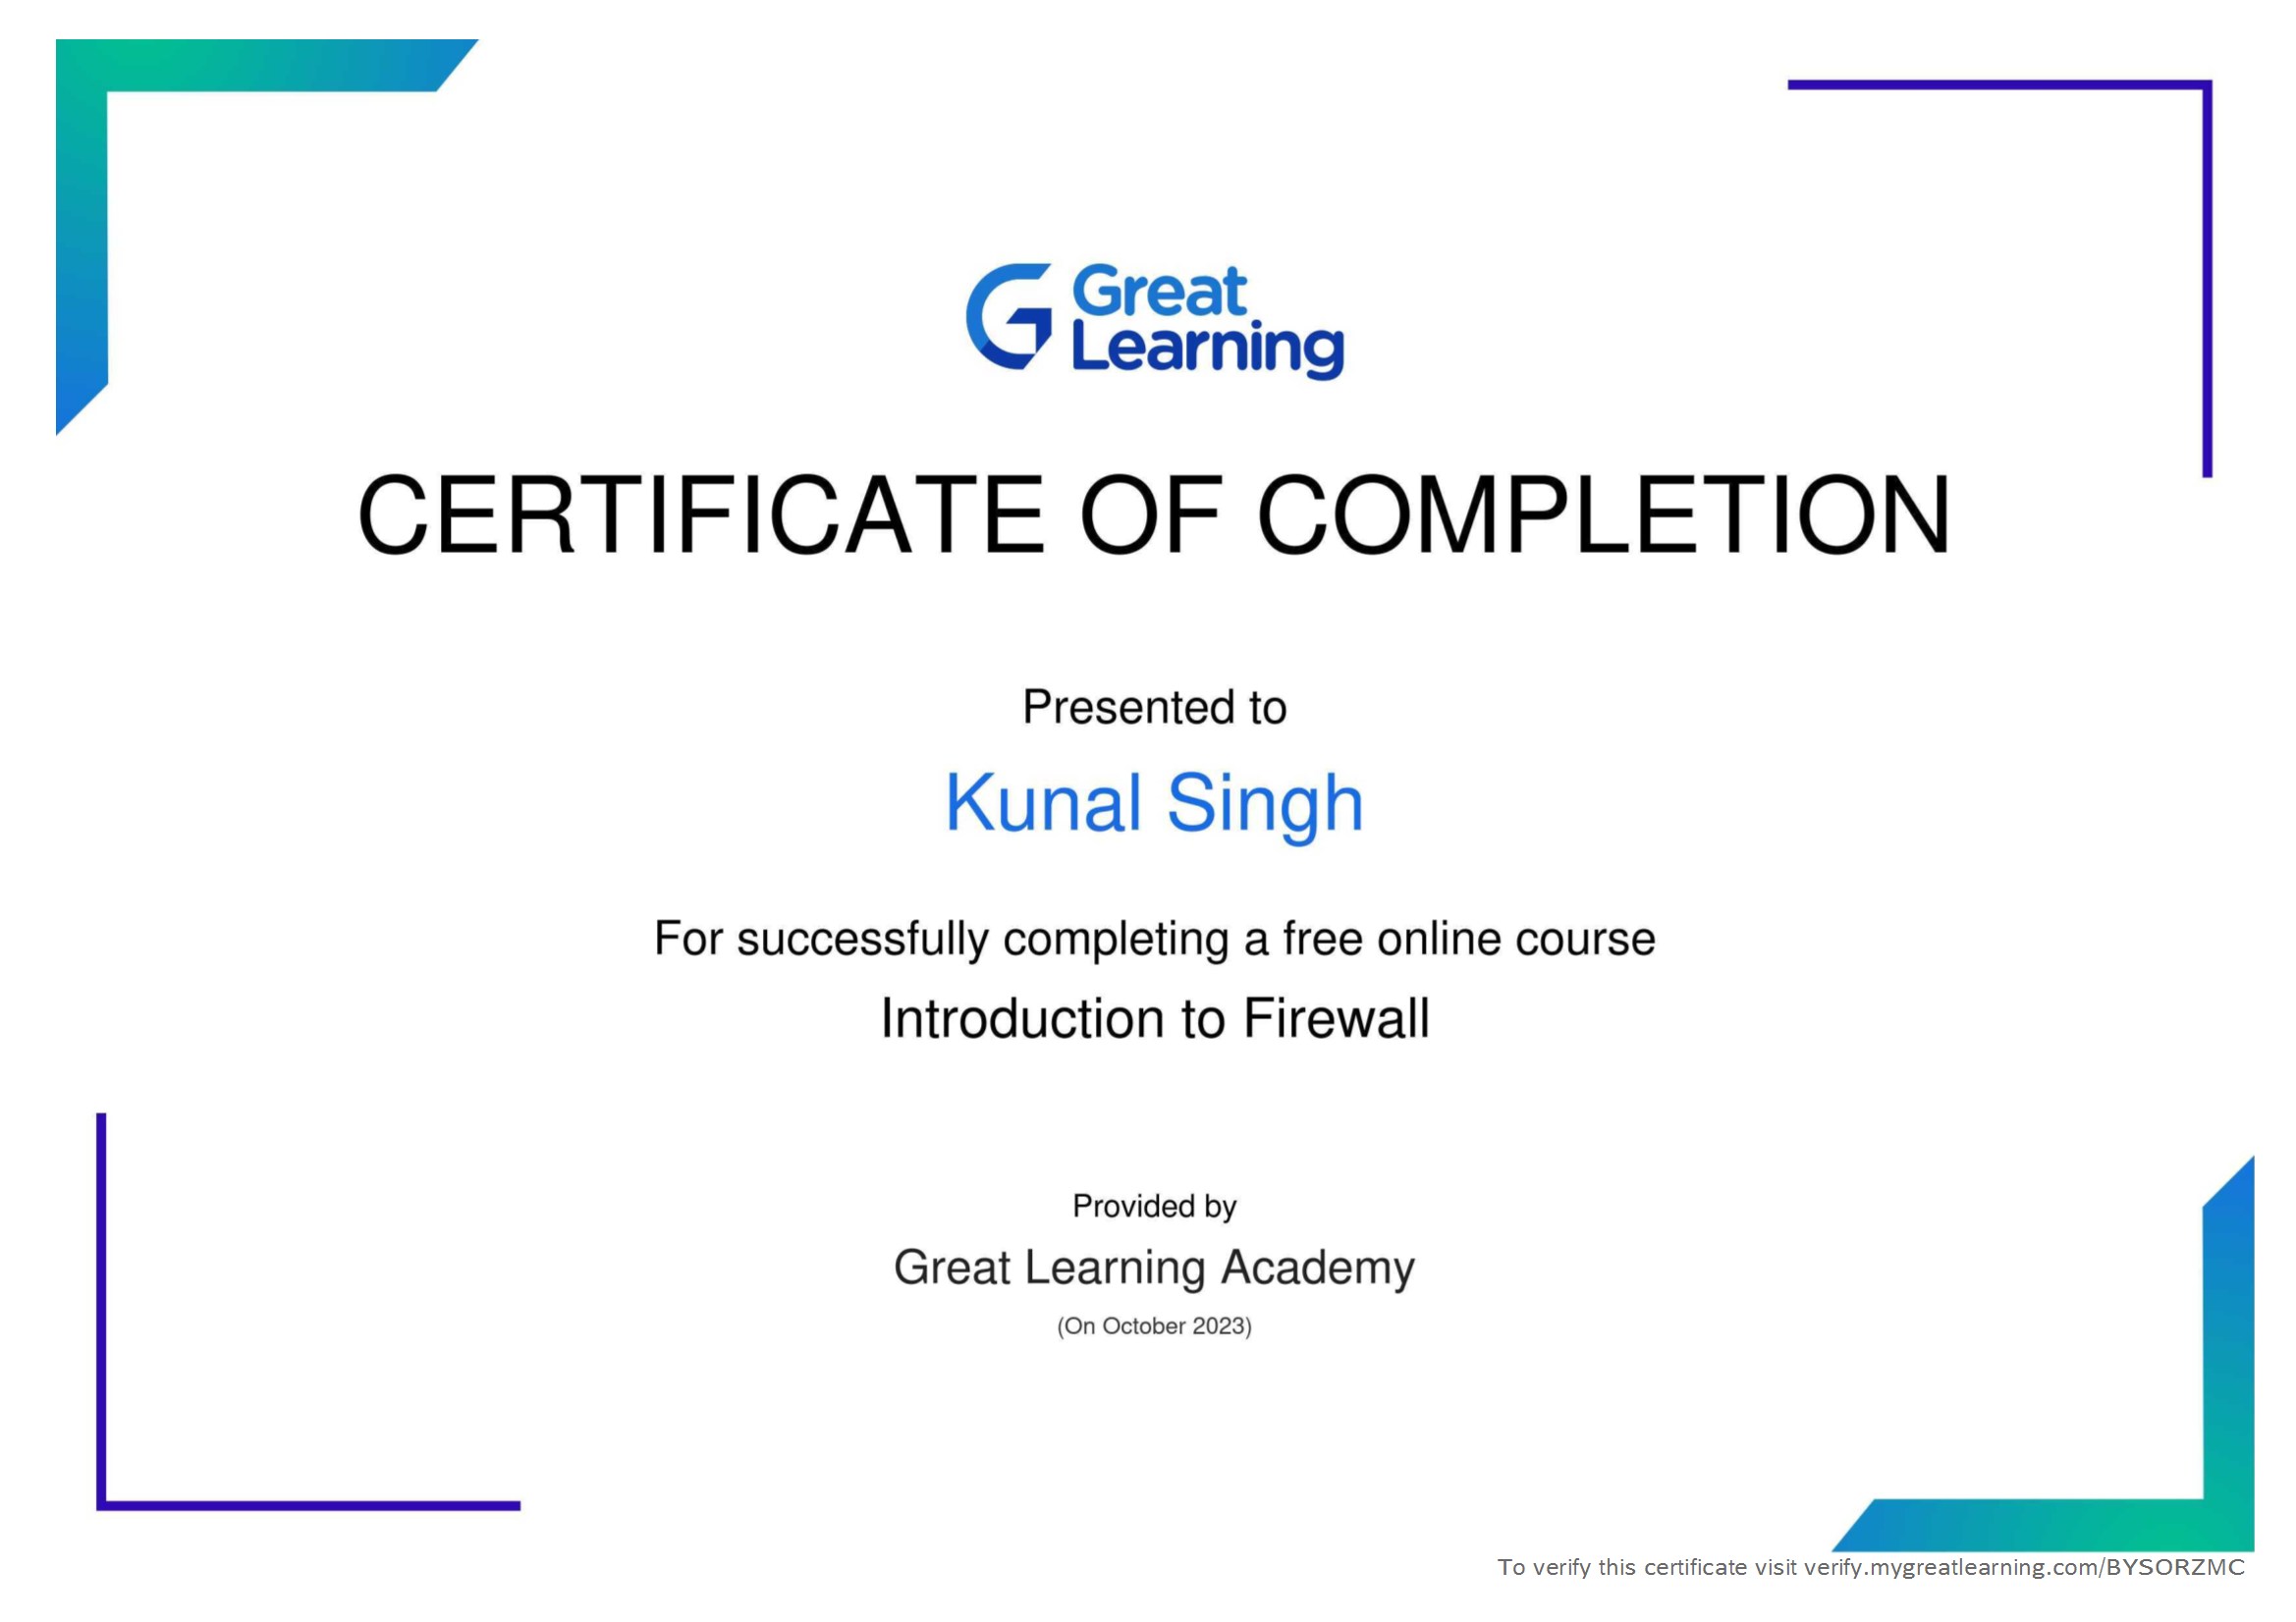 Great
Learning
CERTIFICATE OF COMPLETION
Presented to
Kunal Singh
For successfully completing a free online course
Introduction to Firewall
Provided by
Great Learning Academy
(On October 2023)
To verify this certificate visit verify.mygreatlearning.com/BYSORZMC